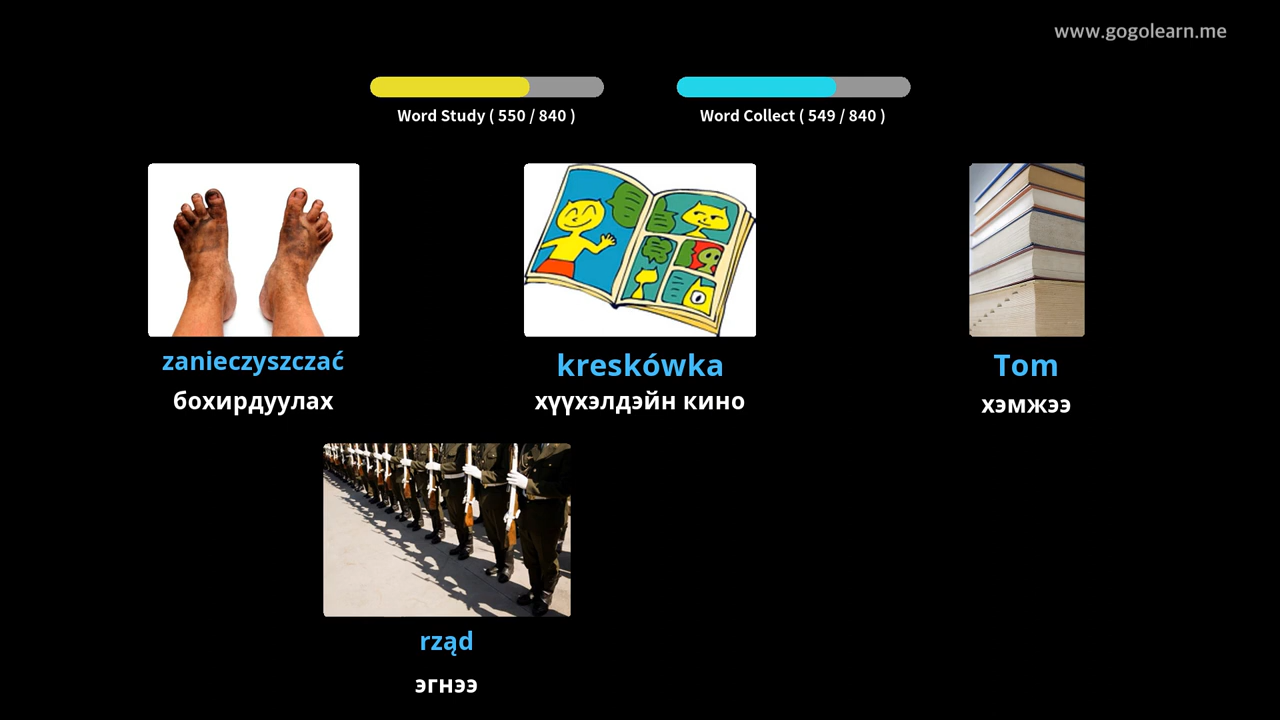 www.gogolearn.me
Word Study ( 550 / 840 )
Word Collect ( 549 / 840 )
zanieczyszczać
бохирдуулах
kreskówka
хүүхэлдэйн кино
Tom
хэмжээ
rząd
эгнээ